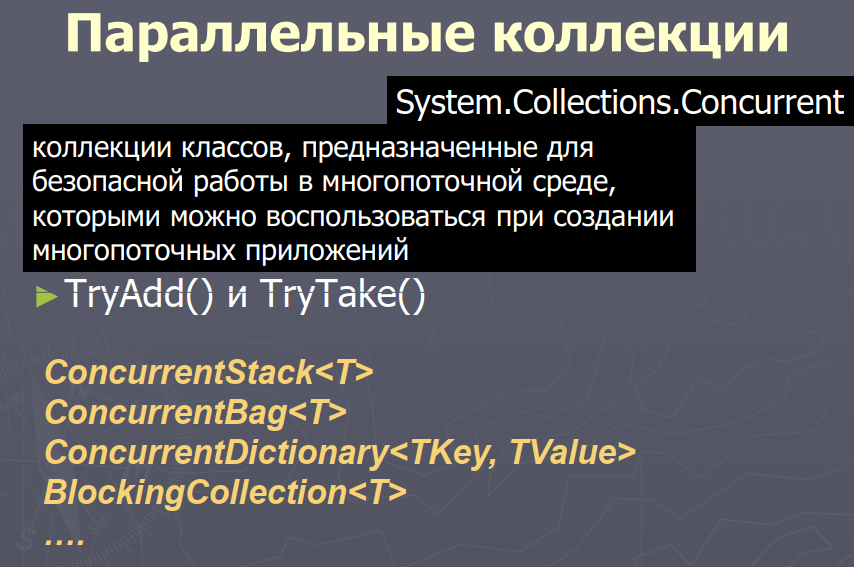 Параллельные коллекции
System.Collections.Concurrent
коллекции классов, предназначенные для
безопасной работы в многопоточной среде,
которыми можно воспользоваться при создании
многопоточных приложений
TryAdd() и TryTake()
ConcurrentStack<T>
ConcurrentBag<T>
ConcurrentDictionary<TKey, TValue>
BlockingCollection<T>
....